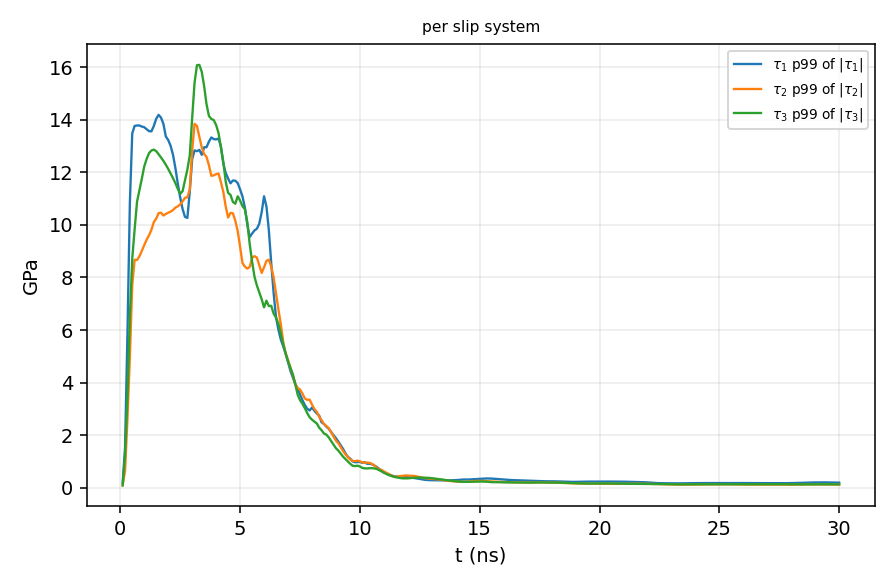 per slip system
GPa
16
14
12
10
8
6
4
2
0
τ₁ p99 of |τ₁|
τ₂ p99 of |τ₂|
τ₃ p99 of |τ₃|
0 5 10 15 20 25 30
t (ns)